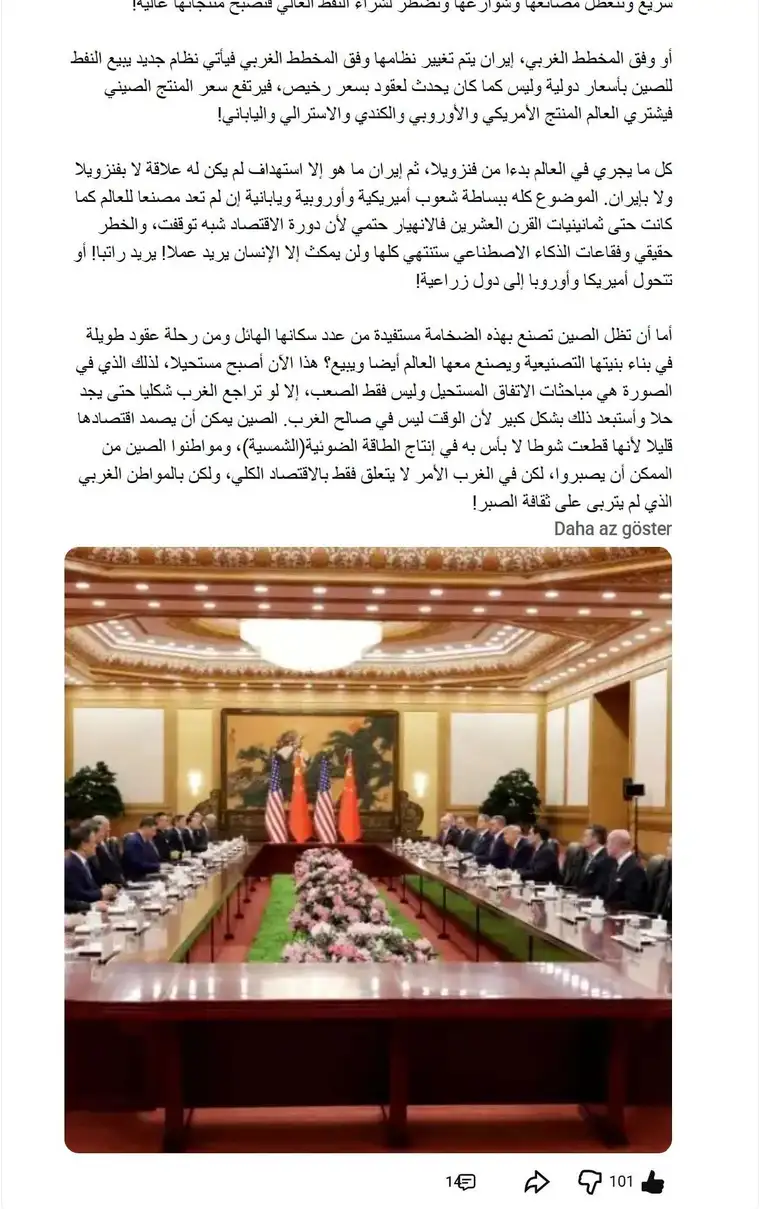 سريع وتتعطل مصانعها وشوارعها وتضطر لشراء النفط العالي فتصبح منتجاتها عالية!
أو وفق المخطط الغربي، إيران يتم تغيير نظامها وفق المخطط الغربي فيأتي نظام جديد يبيع النفط
للصين بأسعار دولية وليس كما كان يحدث لعقود بسعر رخيص، فيرتفع سعر المنتج الصيني
فيشتري العالم المنتج الأمريكي والأوروبي والكندي والاسترالي والياباني!
كل ما يجري في العالم بدءا من فنزويلا، ثم إيران ما هو إلا استهداف لم يكن له علاقة لا بفنزويلا
ولا بإيران. الموضوع كله ببساطة شعوب أميريكية وأوروبية ويابانية إن لم تعد مصنعا للعالم كما
كانت حتى ثمانينيات القرن العشرين فالانهيار حتمي لأن دورة الاقتصاد شبه توقفت، والخطر
حقيقي وفقاعات الذكاء الاصطناعي ستنتهي كلها ولن يمكث إلا الإنسان يريد عملا! يريد راتبا! أو
تتحول أميريكا وأوروبا إلى دول زراعية!
أما أن تظل الصين تصنع بهذه الضخامة مستفيدة من عدد سكانها الهائل ومن رحلة عقود طويلة
في بناء بنيتها التصنيعية ويصنع معها العالم أيضا ويبيع؟ هذا الآن أصبح مستحيلا، لذلك الذي في
الصورة هي مباحثات الاتفاق المستحيل وليس فقط الصعب، إلا لو تراجع الغرب شكليا حتى يجد
حلا وأستبعد ذلك بشكل كبير لأن الوقت ليس في صالح الغرب. الصين يمكن أن يصمد اقتصادها
قليلا لأنها قطعت شوطا لا بأس به في إنتاج الطاقة الضوئية(الشمسية)، ومواطنوا الصين من
الممكن أن يصبروا، لكن في الغرب الأمر لا يتعلق فقط بالاقتصاد الكلي، ولكن بالمواطن الغربي
الذي لم يتربى على ثقافة الصبر!
Daha az göster
101
14